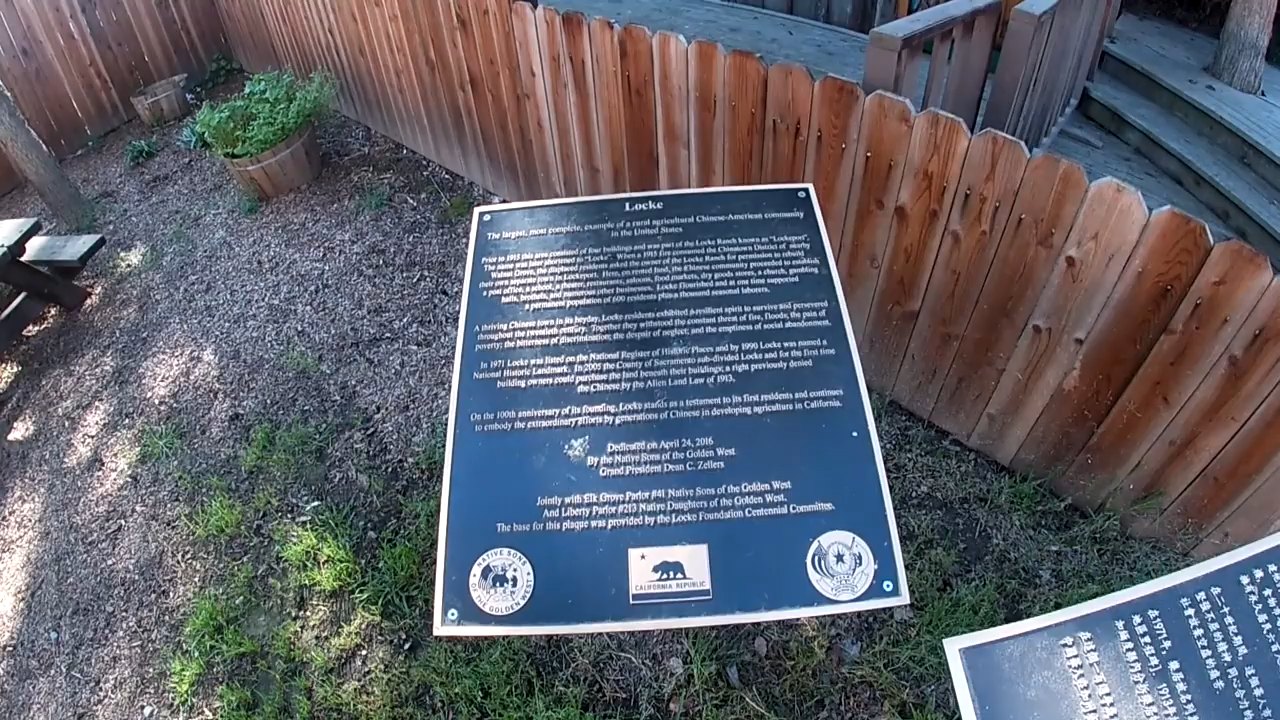 Locke
The largest, most complete, example of a rural agricultural Chinese-American community
in the United States
Prior to 1915 this area consisted of four buildings and was part of the Locke Ranch known as "Lockeport".
The name was later shortened to "Locke". When a 1915 fire consumed the Chinatown District of nearby
Walnut Grove, the displaced residents asked the owner of the Locke Ranch for permission to rebuild
their own separate town in Lockeport. Here, on rented land, the Chinese community proceeded to establish
a post office, a school, a theater, restaurants, saloons, food markets, dry goods stores, a church, gambling
halls, brothels, and numerous other businesses. Locke flourished and at one time supported
a permanent population of 600 residents plus a thousand seasonal laborers.
A thriving Chinese town in its heyday, Locke residents exhibited a resilient spirit to survive and persevered
throughout the twentieth century. Together they withstood the constant threat of fire, floods; the pain of
poverty; the bitterness of discrimination; the despair of neglect; and the emptiness of social abandonment.
In 1971 Locke was listed on the National Register of Historic Places and by 1990 Locke was named a
National Historic Landmark. In 2005 the County of Sacramento sub-divided Locke and for the first time
building owners could purchase the land beneath their buildings; a right previously denied
the Chinese by the Alien Land Law of 1913.
On the 100th anniversary of its founding, Locke stands as a testament to its first residents and continues
to embody the extraordinary efforts by generations of Chinese in developing agriculture in California.
Dedicated on April 24, 2016
By the Native Sons of the Golden West
Grand President Dean C. Zellers
Jointly with Elk Grove Parlor #41 Native Sons of the Golden West
And Liberty Parlor #213 Native Daughters of the Golden West.
The base for this plaque was provided by the Locke Foundation Centennial Committee.
NATIVE SONS
OF THE GOLDEN WEST
CALIFORNIA REPUBLIC
在二十世紀期間,
在1971年,